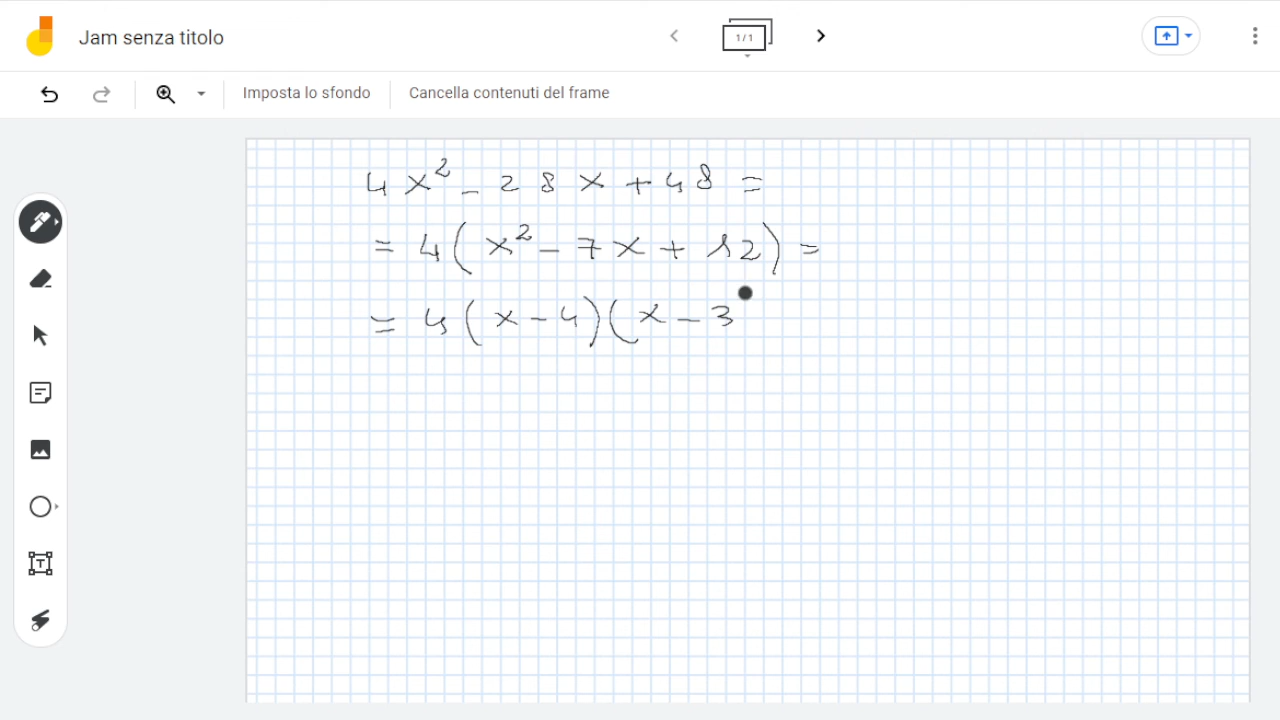 Jam senza titolo
1/1
Imposta lo sfondo
Cancella contenuti del frame
4x² - 28x + 48 =
= 4(x² - 7x + 12) =
= 4(x - 4)(x - 3
T